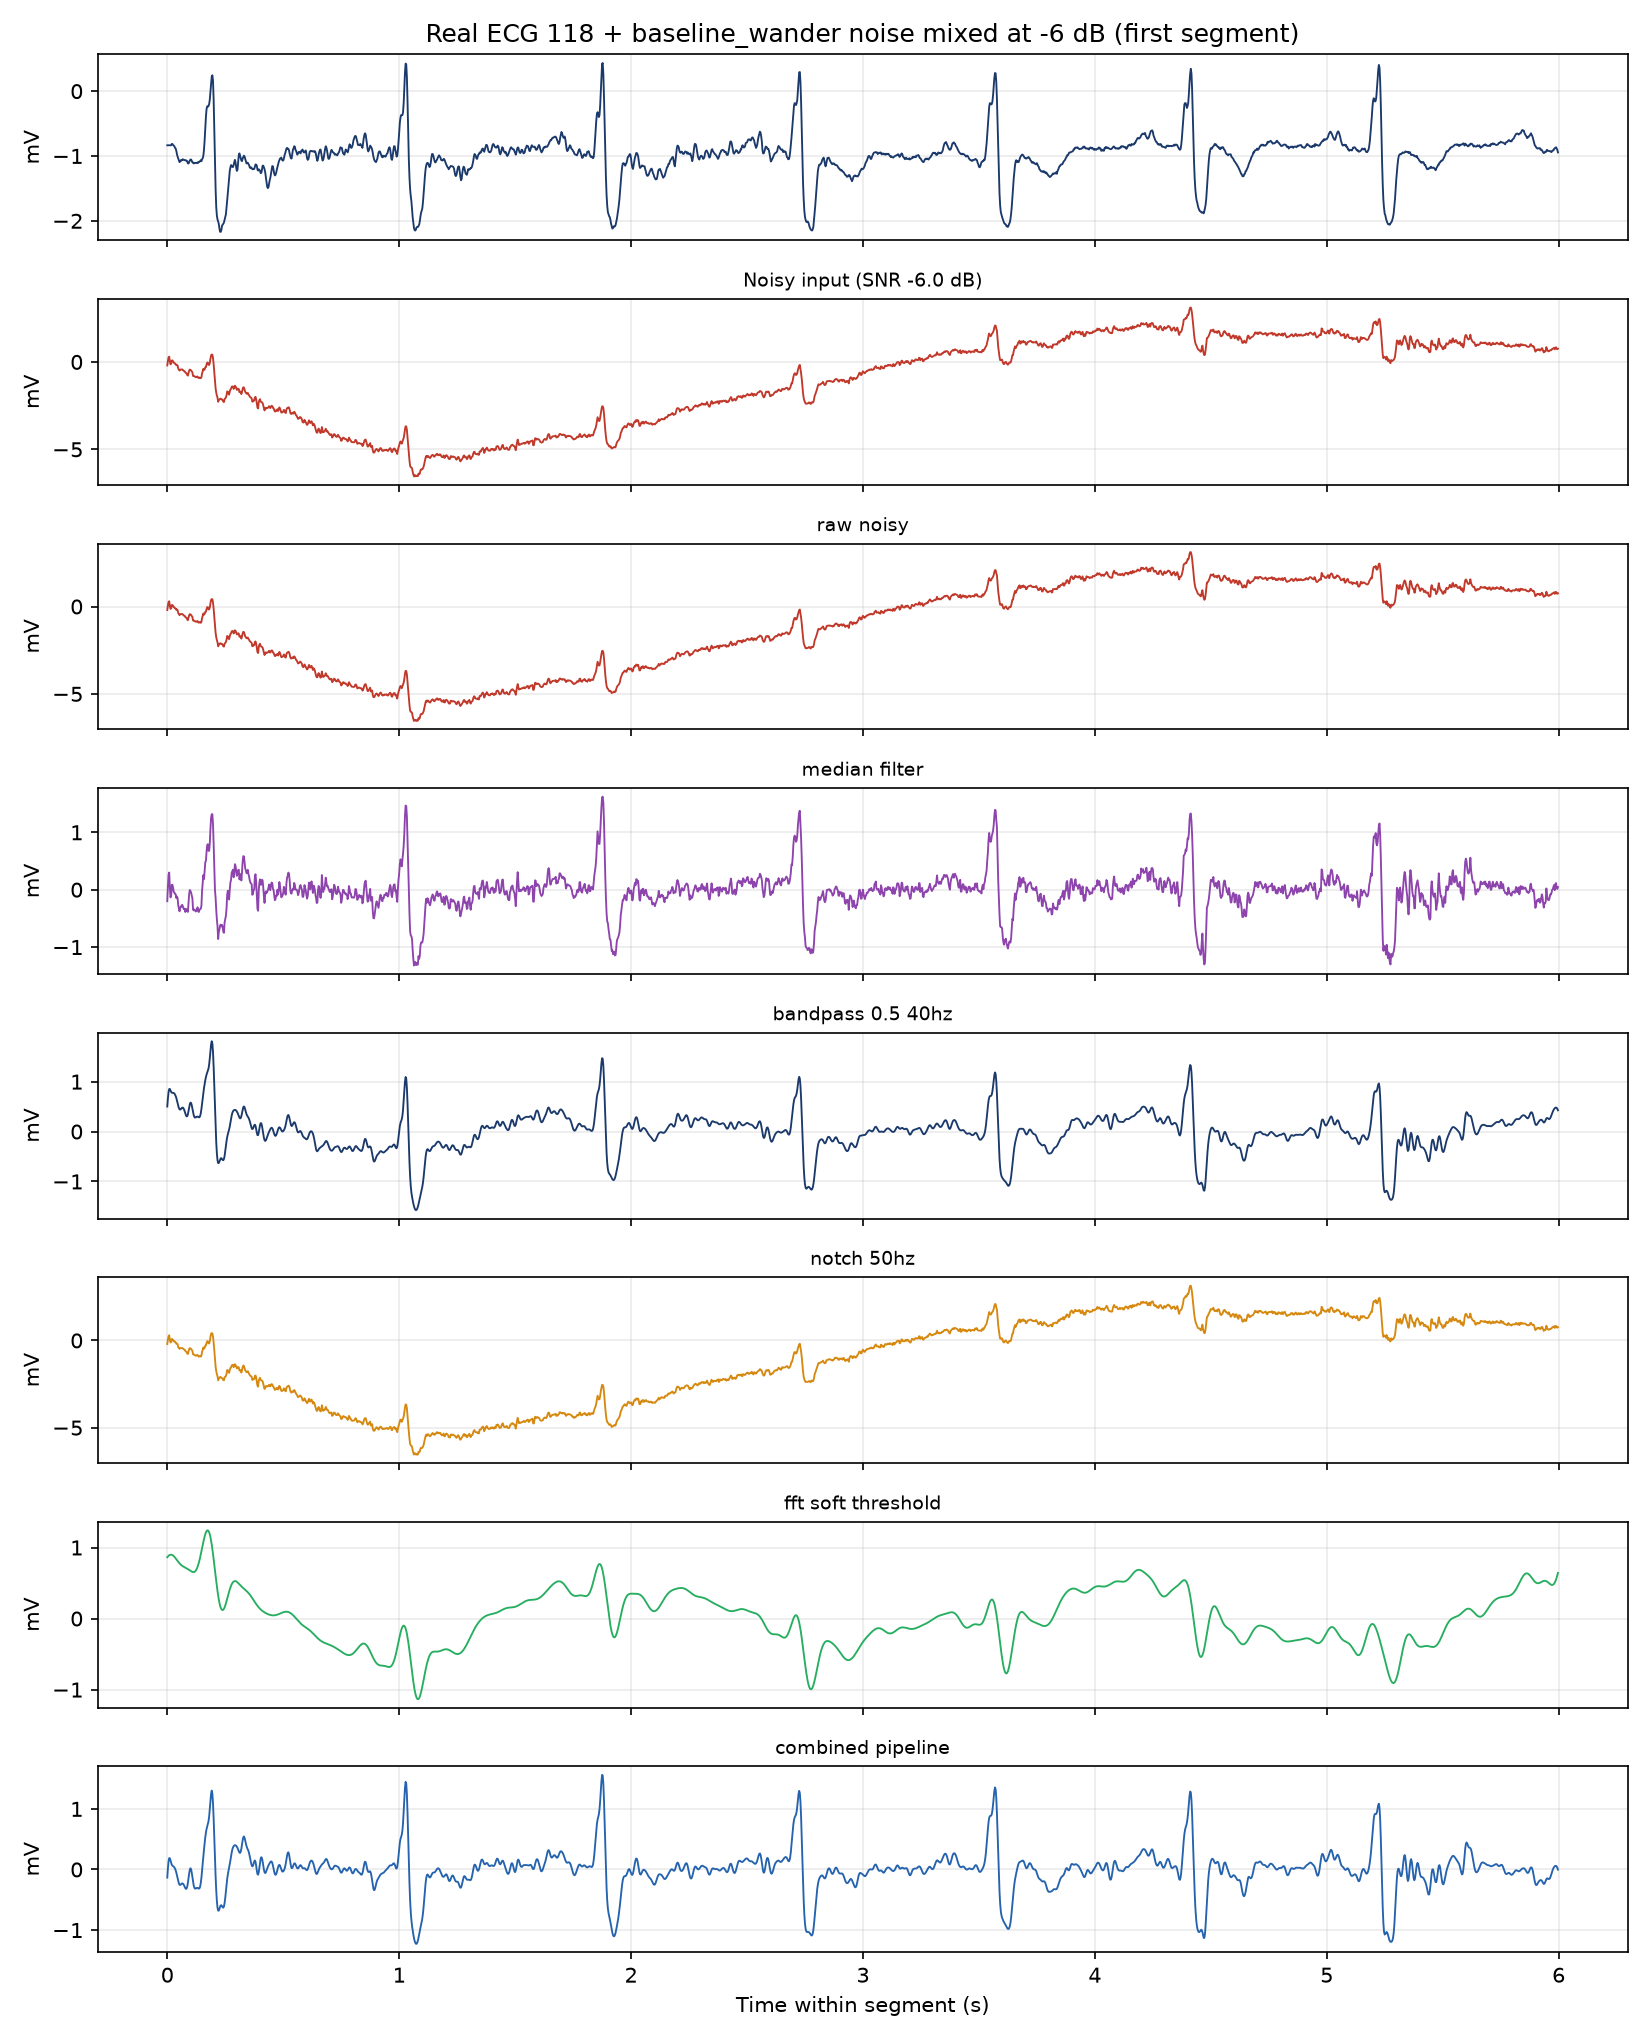 Real ECG 118 + baseline_wander noise mixed at -6 dB (first segment)
0
−1
−2
mV
Noisy input (SNR -6.0 dB)
0
−5
mV
raw noisy
0
−5
mV
median filter
1
0
−1
mV
bandpass 0.5 40hz
1
0
−1
mV
notch 50hz
0
−5
mV
fft soft threshold
1
0
−1
mV
combined pipeline
1
0
−1
mV
0 1 2 3 4 5 6
Time within segment (s)